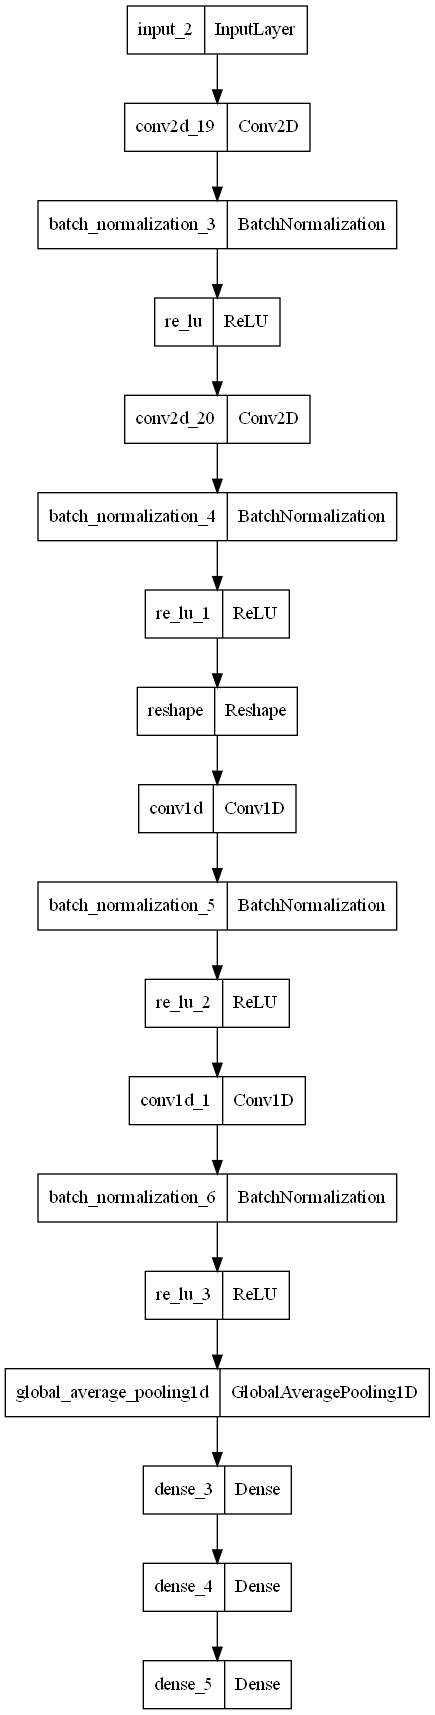 input_2 InputLayer
conv2d_19 Conv2D
batch_normalization_3 BatchNormalization
re_lu ReLU
conv2d_20 Conv2D
batch_normalization_4 BatchNormalization
re_lu_1 ReLU
reshape Reshape
conv1d Conv1D
batch_normalization_5 BatchNormalization
re_lu_2 ReLU
conv1d_1 Conv1D
batch_normalization_6 BatchNormalization
re_lu_3 ReLU
global_average_pooling1d GlobalAveragePooling1D
dense_3 Dense
dense_4 Dense
dense_5 Dense